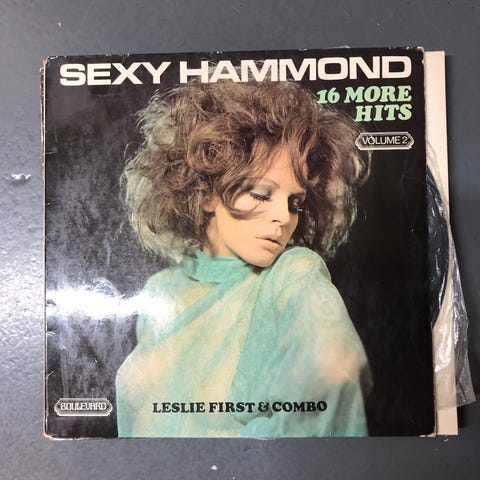 SEXY HAMMOND
16 MORE
HITS
VOLUME 2
BOULEVARD
LESLIE FIRST & COMBO